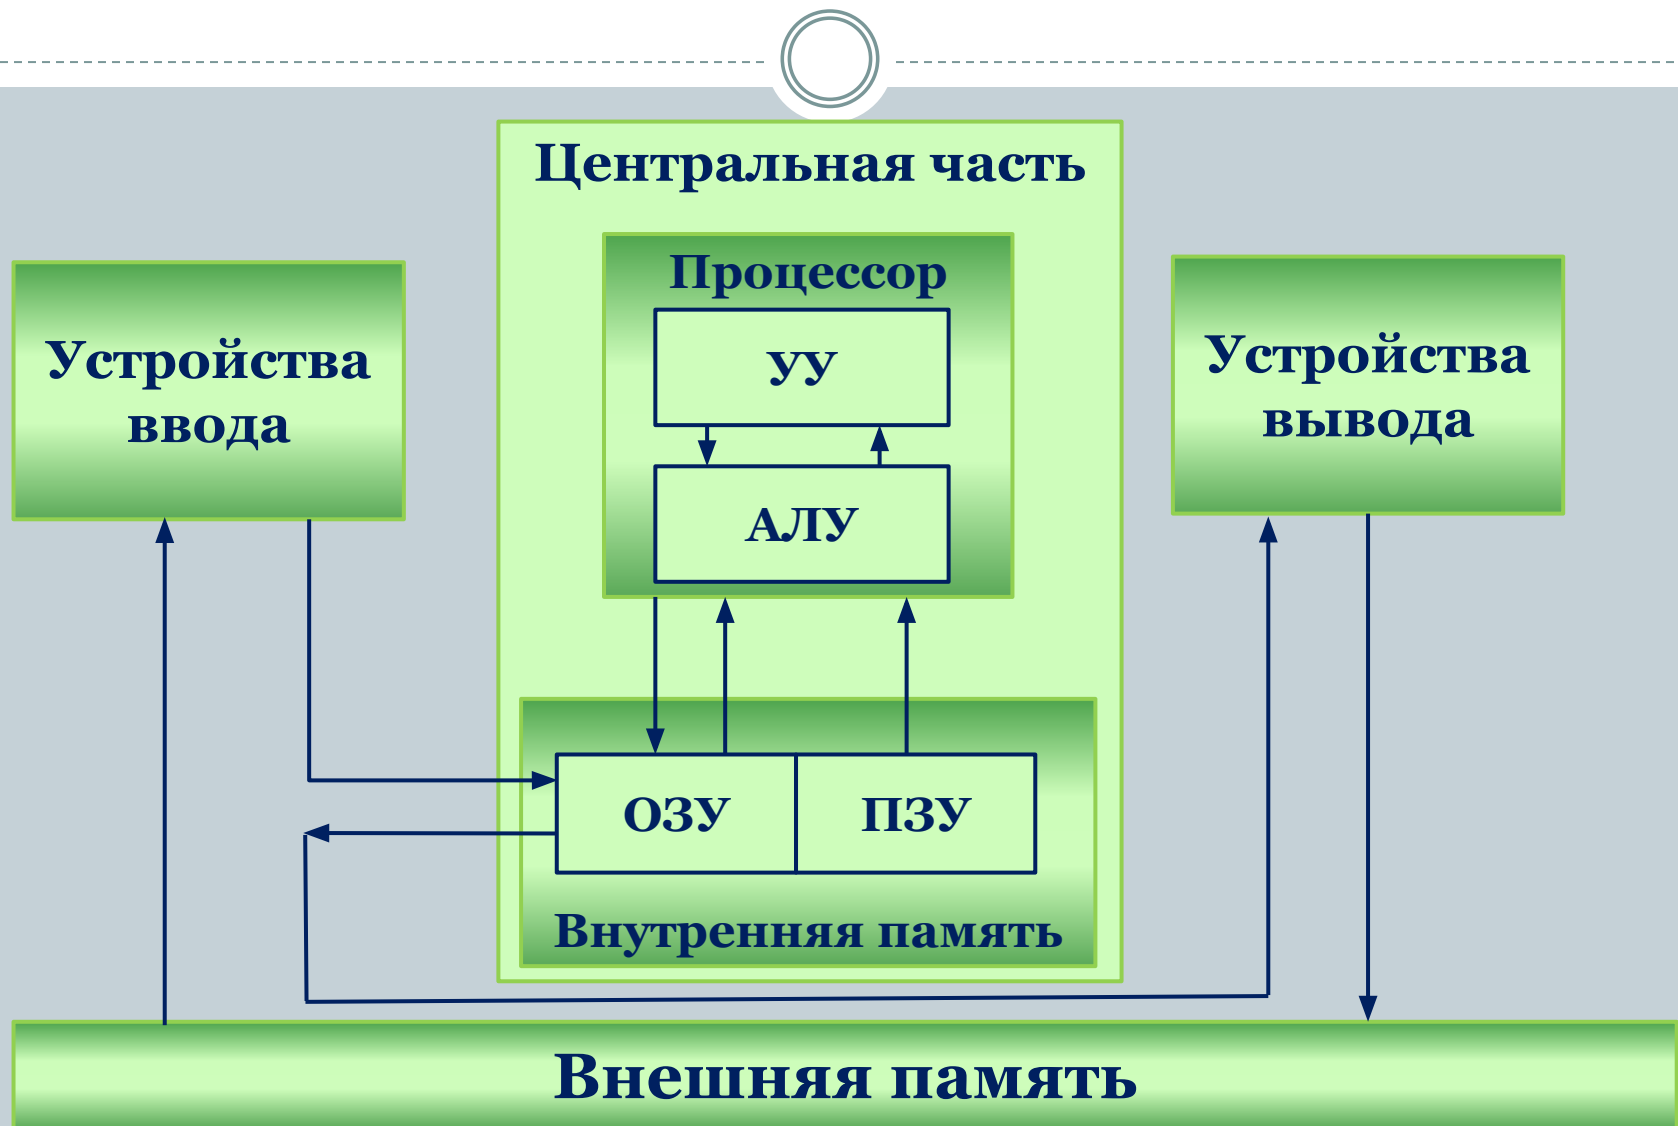 Центральная часть
Процессор
УУ
АЛУ
Устройства
ввода
Устройства
вывода
ОЗУ
ПЗУ
Внутренняя память
Внешняя память